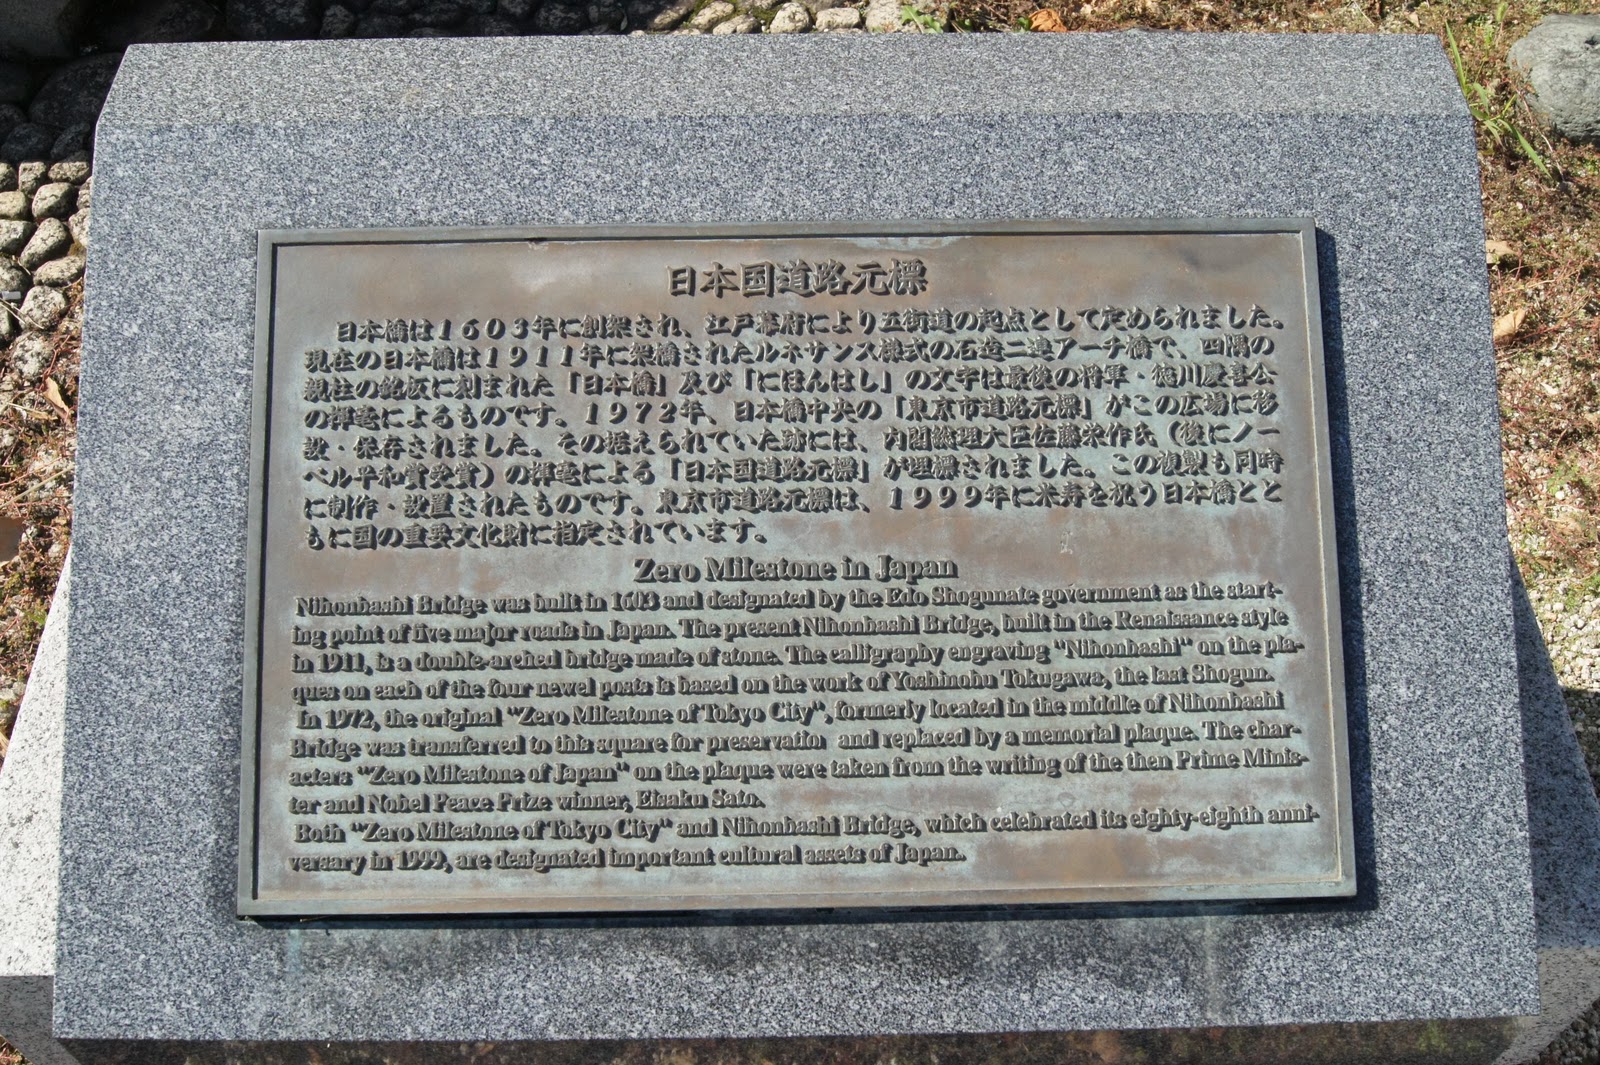 日本国道路元標
日本橋は1603年に創架され、江戸幕府により五街道の起点として定められました。
現在の日本橋は1911年に架橋されたルネサンス様式の石造二連アーチ橋で、四隅の
親柱の銘板に刻まれた「日本橋」及び「にほんはし」の文字は最後の将軍・徳川慶喜公
の揮毫によるものです。1972年、日本橋中央の「東京市道路元標」がこの広場に移
設・保存されました。その据えられていた跡には、内閣総理大臣佐藤栄作氏(後にノー
ベル平和賞受賞)の揮毫による「日本国道路元標」が埋標されました。この複製も同時
に制作・設置されたものです。東京市道路元標は、1999年に米寿を祝う日本橋とと
もに国の重要文化財に指定されています。
Zero Milestone in Japan
Nihonbashi Bridge was built in 1603 and designated by the Edo Shogunate government as the start-
ing point of five major roads in Japan. The present Nihonbashi Bridge, built in the Renaissance style
in 1911, is a double-arched bridge made of stone. The calligraphy engraving "Nihonbashi" on the pla-
ques on each of the four newel posts is based on the work of Yoshinobu Tokugawa, the last Shogun.
In 1972, the original "Zero Milestone of Tokyo City", formerly located in the middle of Nihonbashi
Bridge was transferred to this square for preservatio and replaced by a memorial plaque. The char-
acters "Zero Milestone of Japan" on the plaque were taken from the writing of the then Prime Minis-
ter and Nobel Peace Prize winner, Eisaku Sato.
Both "Zero Milestone of Tokyo City" and Nihonbashi Bridge, which celebrated its eighty-eighth anni-
versary in 1999, are designated important cultural assets of Japan.